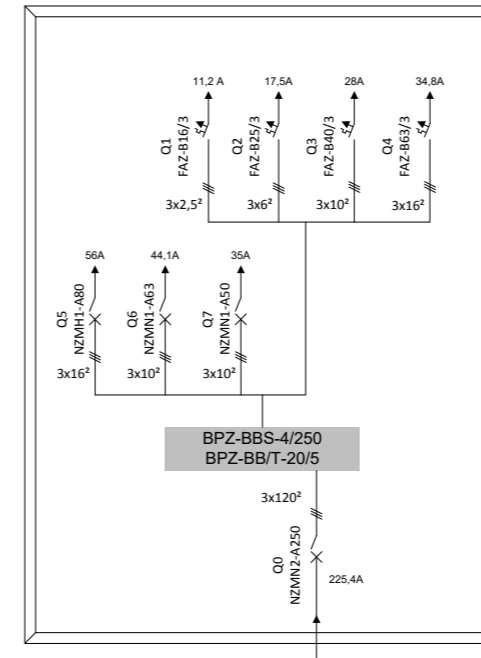 11,2 A
17,5A
28A
34,8A
Q1
FAZ-B16/3
Q2
FAZ-B25/3
Q3
FAZ-B40/3
Q4
FAZ-B63/3
3x2,5²
3x6²
3x10²
3x16²
56A
44,1A
35A
Q5
NZMH1-A80
Q6
NZMN1-A63
Q7
NZMN1-A50
3x16²
3x10²
3x10²
BPZ-BBS-4/250
BPZ-BB/T-20/5
3x120²
Q0
NZMN2-A250
225,4A